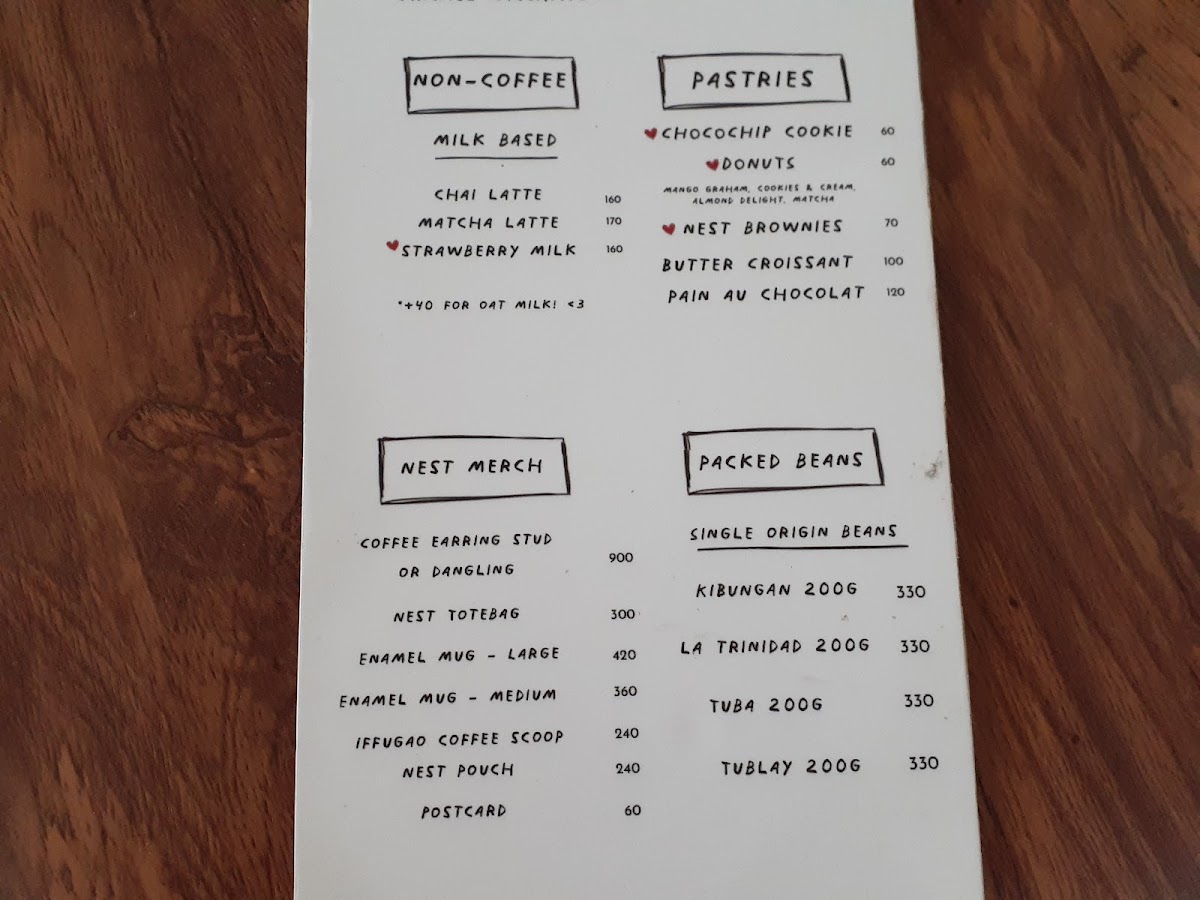 NON-COFFEE
MILK BASED
CHAI LATTE 160
MATCHA LATTE 170
STRAWBERRY MILK 160
*+40 FOR OAT MILK! <3
PASTRIES
CHOCOCHIP COOKIE 60
DONUTS 60
MANGO GRAHAM, COOKIES & CREAM,
ALMOND DELIGHT, MATCHA
NEST BROWNIES 70
BUTTER CROISSANT 100
PAIN AU CHOCOLAT 120
NEST MERCH
COFFEE EARRING STUD
OR DANGLING 900
NEST TOTEBAG 300
ENAMEL MUG - LARGE 420
ENAMEL MUG - MEDIUM 360
IFFUGAO COFFEE SCOOP 240
NEST POUCH 240
POSTCARD 60
PACKED BEANS
SINGLE ORIGIN BEANS
KIBUNGAN 200G 330
LA TRINIDAD 200G 330
TUBA 200G 330
TUBLAY 200G 330